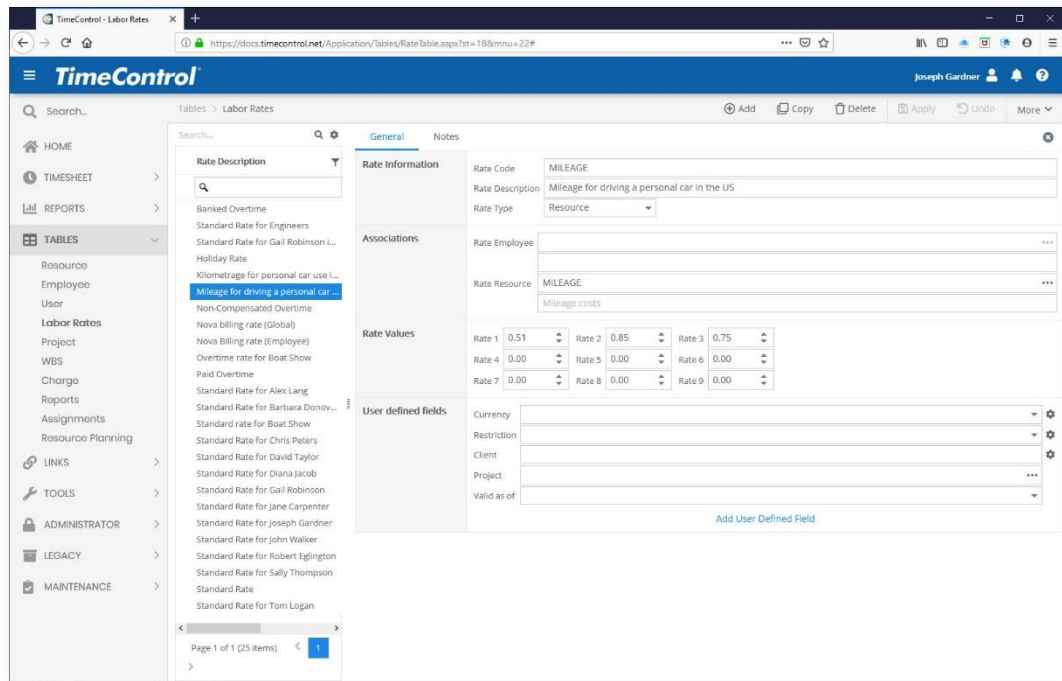 TimeControl - Labor Rates
https://docs.timecontrol.net/Application/Tables/RateTable.aspx?st=18&mnu=22#
TimeControl
Joseph Gardner
Search...
Tables > Labor Rates
Add
Copy
Delete
Apply
Undo
More
HOME
TIMESHEET
REPORTS
TABLES
Resource
Employee
User
Labor Rates
Project
WBS
Charge
Reports
Assignments
Resource Planning
LINKS
TOOLS
ADMINISTRATOR
LEGACY
MAINTENANCE
Search...
Rate Description
Banked Overtime
Standard Rate for Engineers
Standard Rate for Gail Robinson i...
Holiday Rate
Kilometrage for personal car use i...
Mileage for driving a personal car ...
Non-Compensated Overtime
Nova billing rate (Global)
Nova Billing rate (Employee)
Overtime rate for Boat Show
Paid Overtime
Standard Rate for Alex Lang
Standard Rate for Barbara Donov...
Standard rate for Boat Show
Standard Rate for Chris Peters
Standard Rate for David Taylor
Standard Rate for Diana Jacob
Standard Rate for Gail Robinson
Standard Rate for Jane Carpenter
Standard Rate for Joseph Gardner
Standard Rate for John Walker
Standard Rate for Robert Eglington
Standard Rate for Sally Thompson
Standard Rate
Standard Rate for Tom Logan
Page 1 of 1 (25 items) < 1
>
General Notes
Rate Information
Rate Code MILEAGE
Rate Description Mileage for driving a personal car in the US
Rate Type Resource
Associations
Rate Employee
Rate Resource MILEAGE
Mileage costs
Rate Values
Rate 1 0.51 Rate 2 0.85 Rate 3 0.75
Rate 4 0.00 Rate 5 0.00 Rate 6 0.00
Rate 7 0.00 Rate 8 0.00 Rate 9 0.00
User defined fields
Currency
Restriction
Client
Project
Valid as of
Add User Defined Field